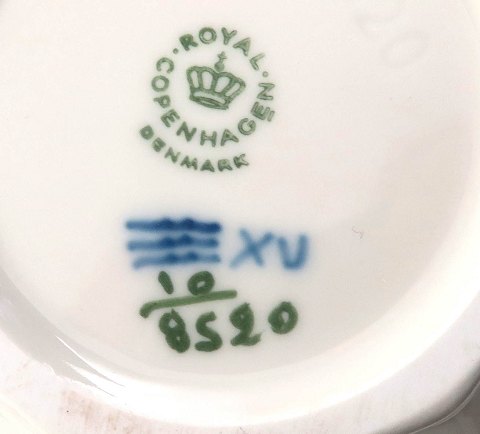 ROYAL
COPENHAGEN
DENMARK
XV
10
8520